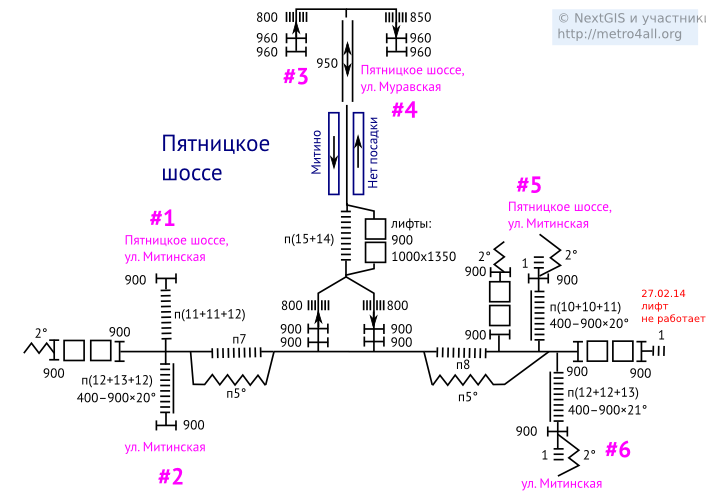 © NextGIS и участники
http://metro4all.org
800
850
960
960
960
960
#3
950
Пятницкое шоссе,
ул. Муравская
#4
Пятницкое
шоссе
Митино
Нет посадки
#5
Пятницкое шоссе,
ул. Митинская
#1
Пятницкое шоссе,
ул. Митинская
п(15+14)
лифты:
900
1000x1350
2°
1
2°
900
900
900
27.02.14
лифт
не работает
800
800
п(11+11+12)
п(10+10+11)
400–900×20°
2°
900
900
900
900
900
900
900
1
п7
п8
900
900
900
п(12+13+12)
400–900×20°
п5°
п5°
п(12+12+13)
400–900×21°
900
900
ул. Митинская
#2
#6
1
2°
ул. Митинская